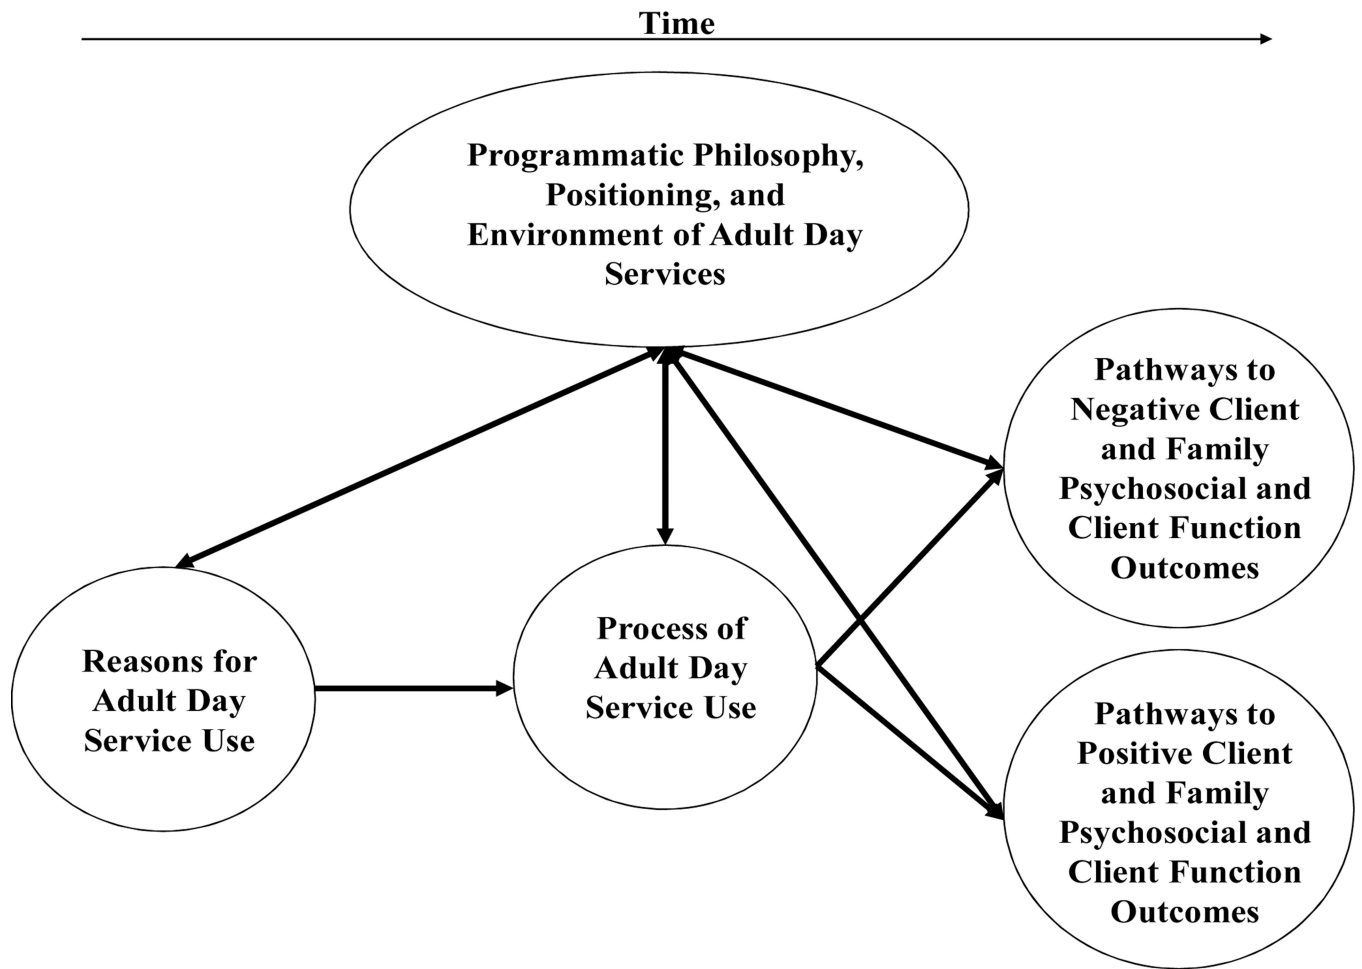 Time
Programmatic Philosophy,
Positioning, and
Environment of Adult Day
Services
Reasons for
Adult Day
Service Use
Process of
Adult Day
Service Use
Pathways to
Negative Client
and Family
Psychosocial and
Client Function
Outcomes
Pathways to
Positive Client
and Family
Psychosocial and
Client Function
Outcomes